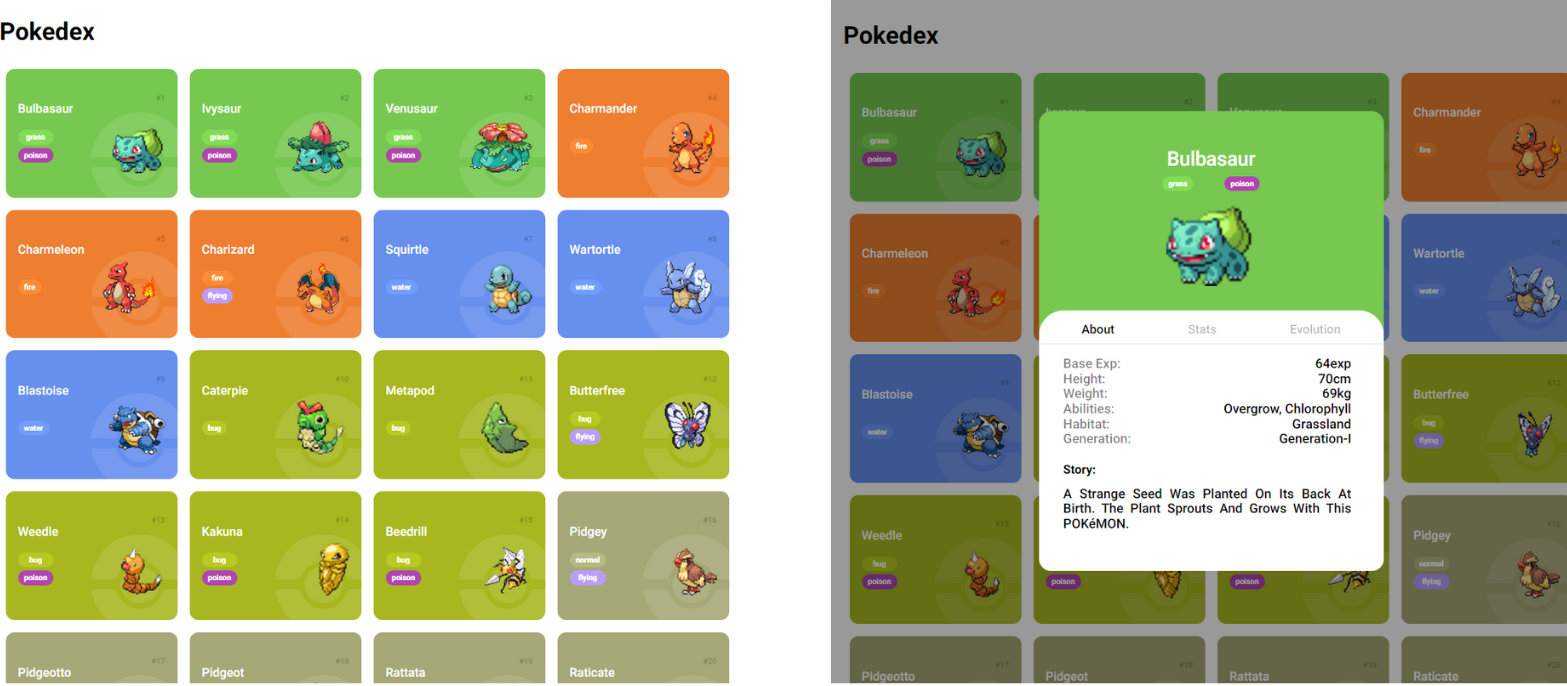 Pokedex
#1
Bulbasaur
grass
poison
#2
Ivysaur
grass
poison
#3
Venusaur
grass
poison
#4
Charmander
fire
#5
Charmeleon
fire
#6
Charizard
fire
flying
#7
Squirtle
water
#8
Wartortle
water
#9
Blastoise
water
#10
Caterpie
bug
#11
Metapod
bug
#12
Butterfree
bug
flying
#13
Weedle
bug
poison
#14
Kakuna
bug
poison
#15
Beedrill
bug
poison
#16
Pidgey
normal
flying
#17
Pidgeotto
#18
Pidgeot
#19
Rattata
#20
Raticate
Pokedex
#1
Bulbasaur
grass
poison
#2
#3
#4
Charmander
fire
#5
Charmeleon
fire
Wartortle
water
#9
Blastoise
water
#12
Butterfree
bug
flying
#13
Weedle
bug
poison
poison
poison
#16
Pidgey
normal
flying
#17
Pidgeotto
#18
Pidgeot
#19
Rattata
#20
Raticate
Bulbasaur
grass poison
About Stats Evolution
Base Exp: 64exp
Height: 70cm
Weight: 69kg
Abilities: Overgrow, Chlorophyll
Habitat: Grassland
Generation: Generation-I
Story:
A Strange Seed Was Planted On Its Back At
Birth. The Plant Sprouts And Grows With This
POKéMON.